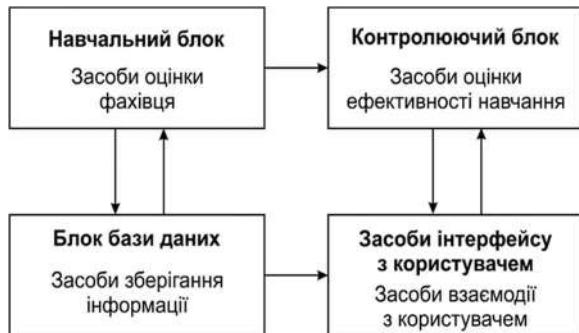 Навчальний блок
Засоби оцінки
фахівця
Контролюючий блок
Засоби оцінки
ефективності навчання
Блок бази даних
Засоби зберігання
інформації
Засоби інтерфейсу
з користувачем
Засоби взаємодії
з користувачем